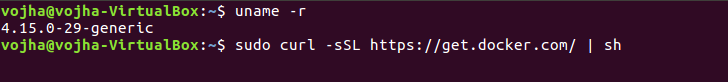 vojha@vojha-VirtualBox:~$ uname -r
4.15.0-29-generic
vojha@vojha-VirtualBox:~$ sudo curl -sSL https://get.docker.com/ | sh